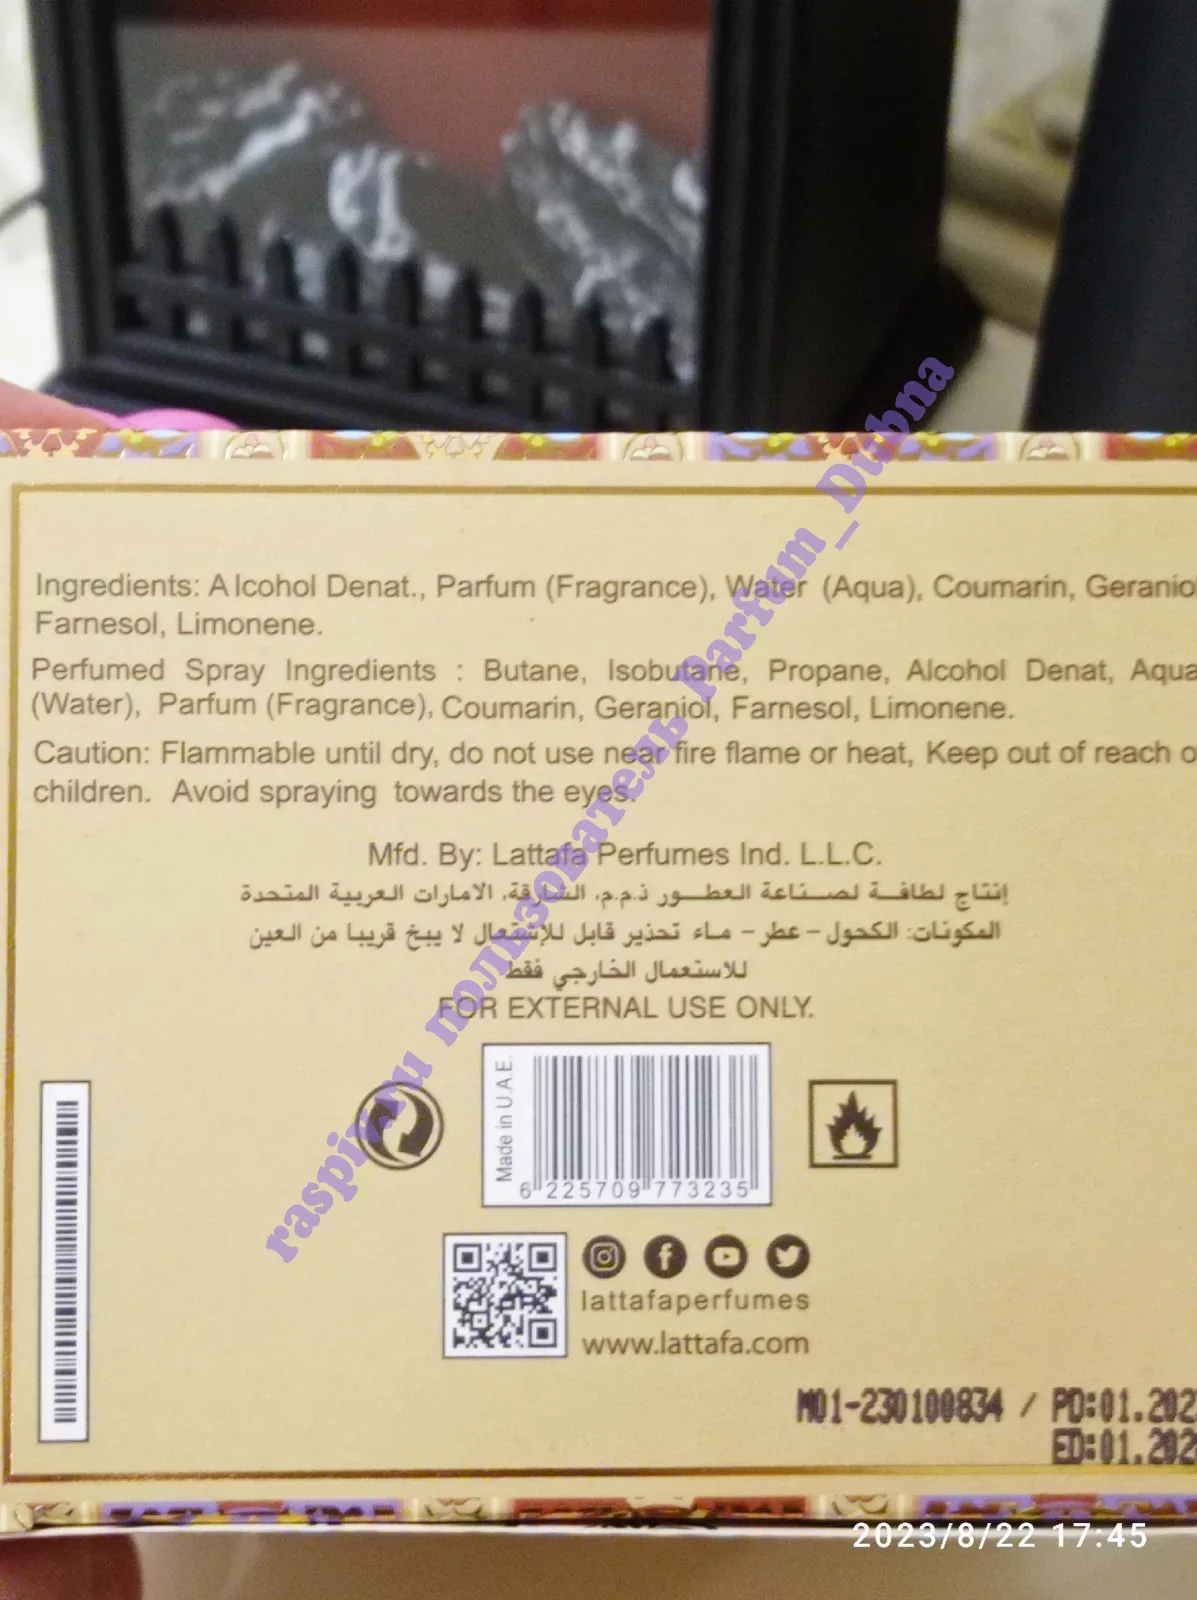 Ingredients: Alcohol Denat., Parfum (Fragrance), Water (Aqua), Coumarin, Geranio
Farnesol, Limonene.
Perfumed Spray Ingredients : Butane, Isobutane, Propane, Alcohol Denat, Aqua
(Water), Parfum (Fragrance), Coumarin, Geraniol, Farnesol, Limonene.
Caution: Flammable until dry, do not use near fire flame or heat, Keep out of reach o
children. Avoid spraying towards the eyes.
Mfd. By: Lattafa Perfumes Ind. L.L.C.
إنتاج لطافة لصناعة العطور ذ.م.م، الشارقة، الامارات العربية المتحدة
المكونات: الكحول - عطر - ماء تحذير قابل للإشتعال لا يبخ قريبا من العين
للاستعمال الخارجي فقط
FOR EXTERNAL USE ONLY.
Made in U.A.E.
6 225709 773235
lattafaperfumes
www.lattafa.com
M01-230100834 / PD:01.202
ED:01.202
raspiv.ru пользователь Parfum_Dubna
2023/8/22 17:45